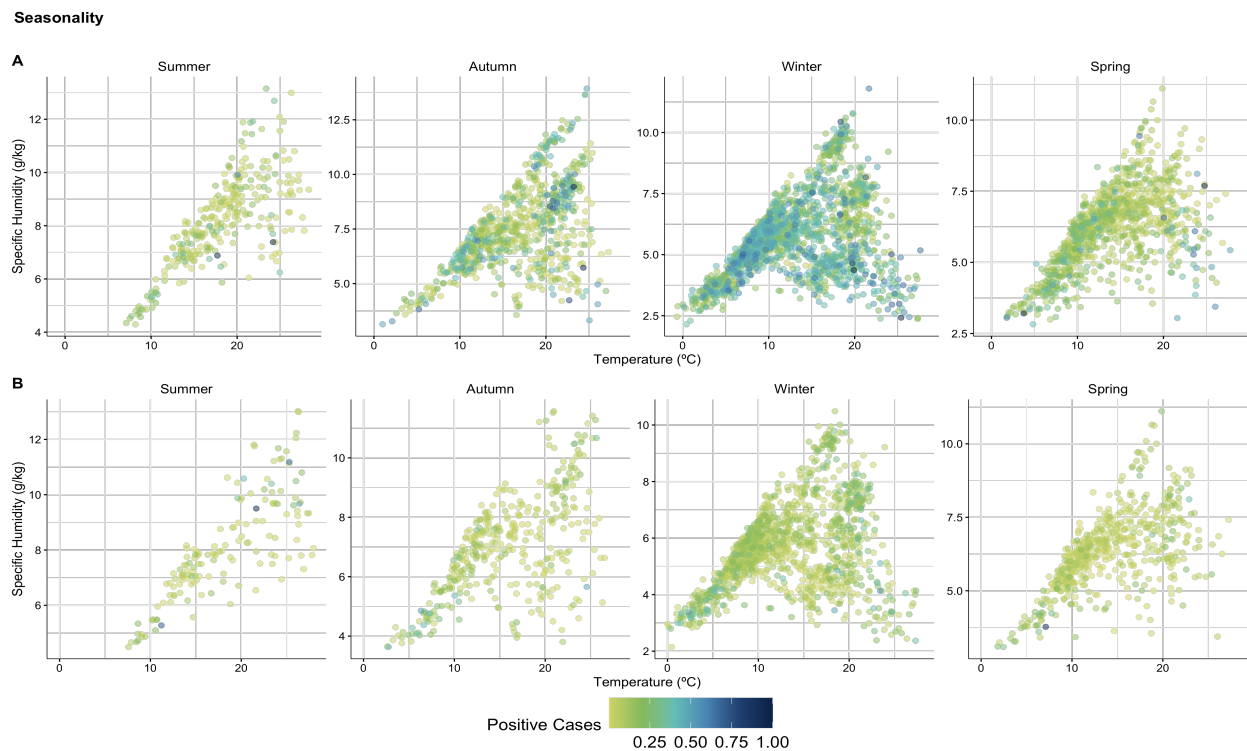 Seasonality
A
Summer Autumn Winter Spring
Specific Humidity (g/kg)
12
10
8
6
4
0 10 20
12.5
10.0
7.5
5.0
0 10 20
10.0
7.5
5.0
2.5
0 10 20
10.0
7.5
5.0
2.5
0 10 20
Temperature (ºC)
B
Summer Autumn Winter Spring
Specific Humidity (g/kg)
12
10
8
6
0 10 20
10
8
6
4
0 10 20
10
8
6
4
2
0 10 20
10.0
7.5
5.0
0 10 20
Temperature (ºC)
Positive Cases
0.25 0.50 0.75 1.00